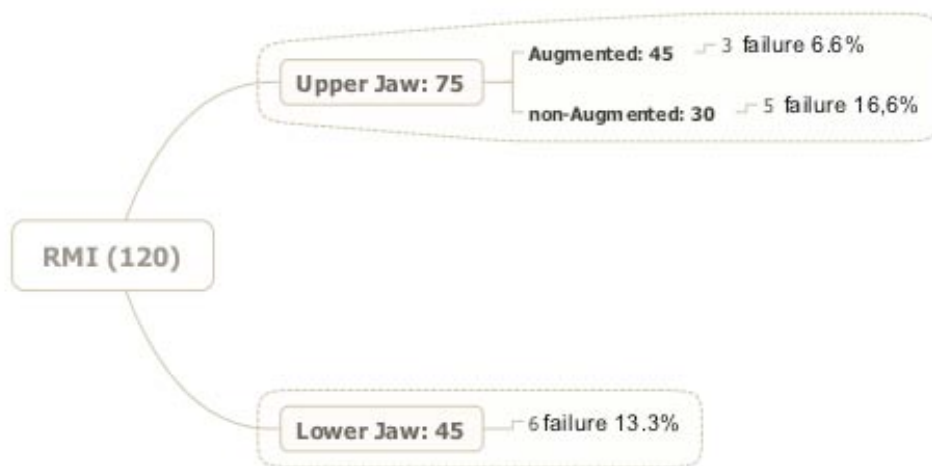 Augmented: 45 3 failure 6.6%
Upper Jaw: 75
non-Augmented: 30 5 failure 16,6%
RMI (120)
Lower Jaw: 45 6 failure 13.3%